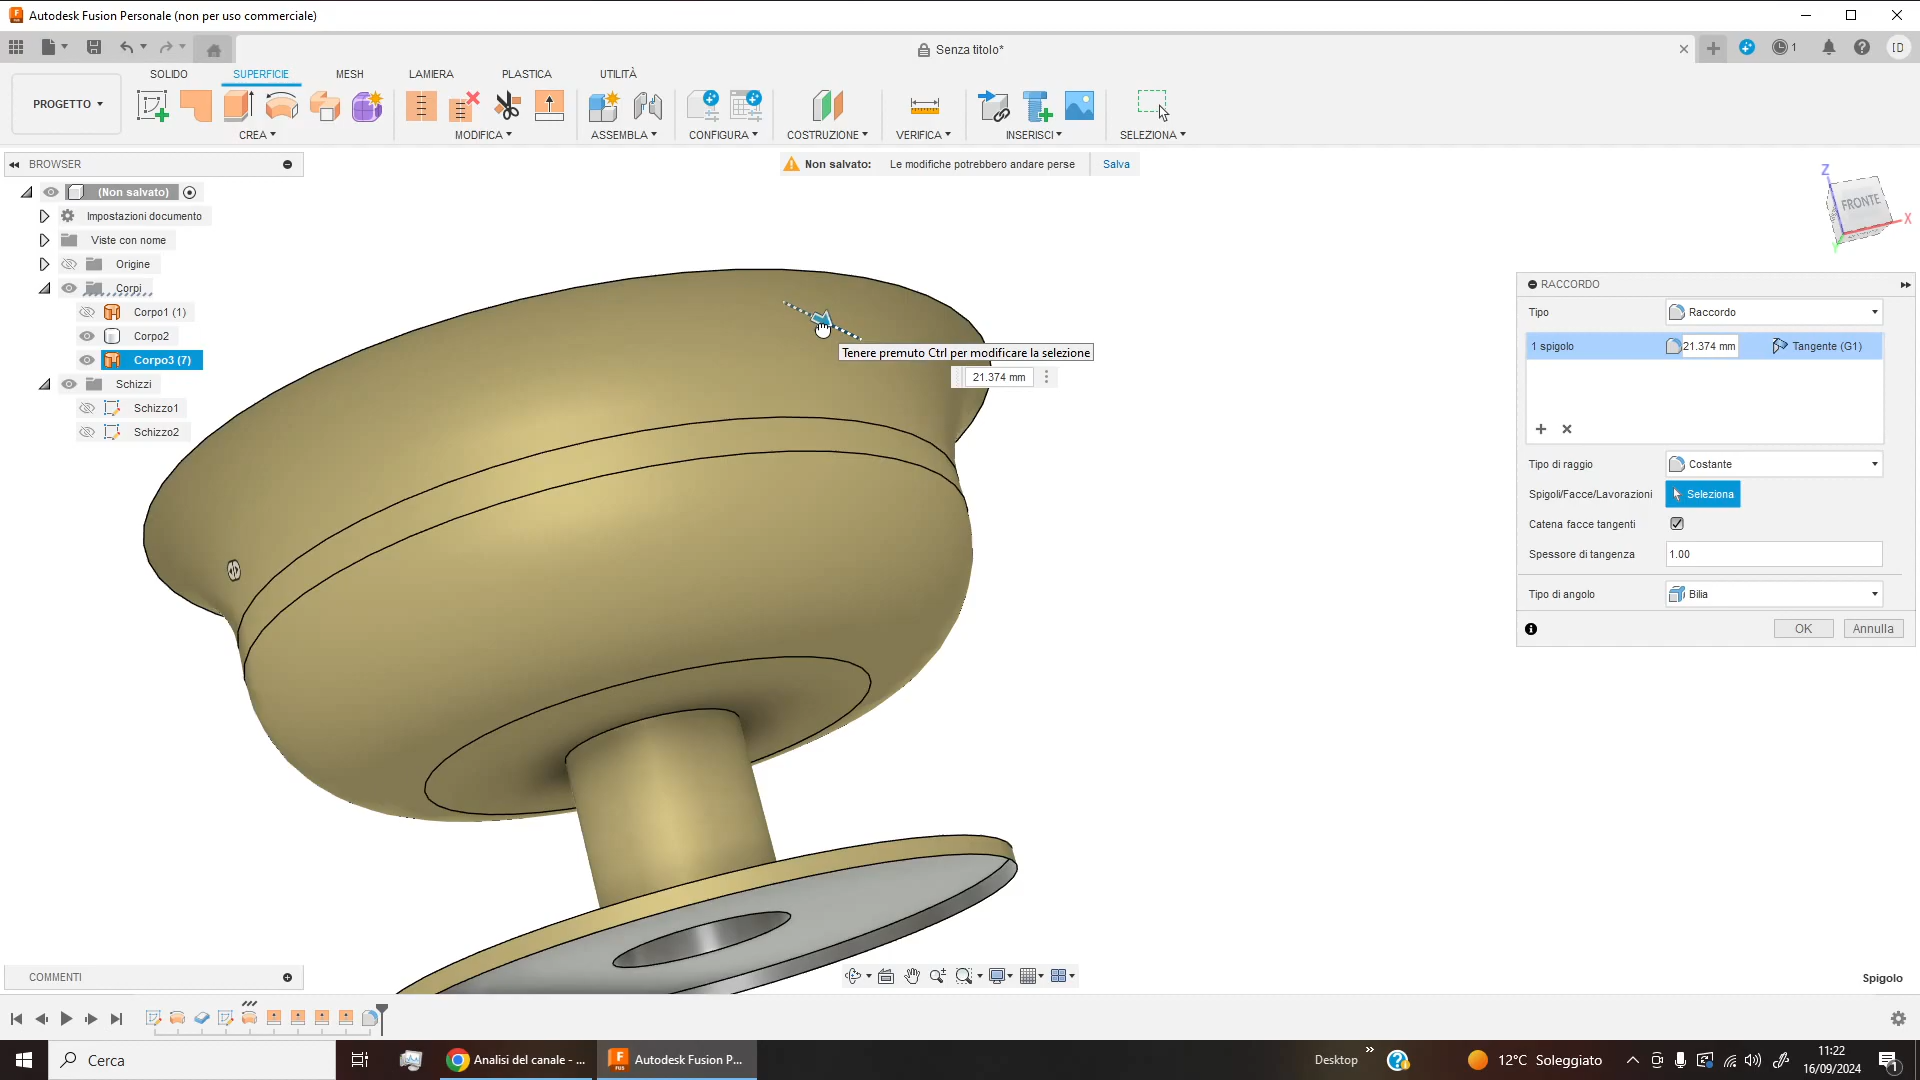 Autodesk Fusion Personale (non per uso commerciale)
Senza titolo*
1
ID
PROGETTO
SOLIDO
SUPERFICIE
MESH
LAMIERA
PLASTICA
UTILITÀ
CREA
MODIFICA
ASSEMBLA
CONFIGURA
COSTRUZIONE
VERIFICA
INSERISCI
SELEZIONA
BROWSER
Non salvato: Le modifiche potrebbero andare perse Salva
(Non salvato)
Impostazioni documento
Viste con nome
Origine
Corpi
Corpo1 (1)
Corpo2
Corpo3 (7)
Schizzi
Schizzo1
Schizzo2
Z
FRONTE
X
Tenere premuto Ctrl per modificare la selezione
21.374 mm
RACCORDO
Tipo Raccordo
1 spigolo 21.374 mm Tangente (G1)
Tipo di raggio Costante
Spigoli/Facce/Lavorazioni Seleziona
Catena facce tangenti
Spessore di tangenza 1.00
Tipo di angolo Bilia
OK Annulla
COMMENTI
Spigolo
Cerca
Analisi del canale - ...
Autodesk Fusion P...
Desktop
12°C Soleggiato
11:22
16/09/2024
1